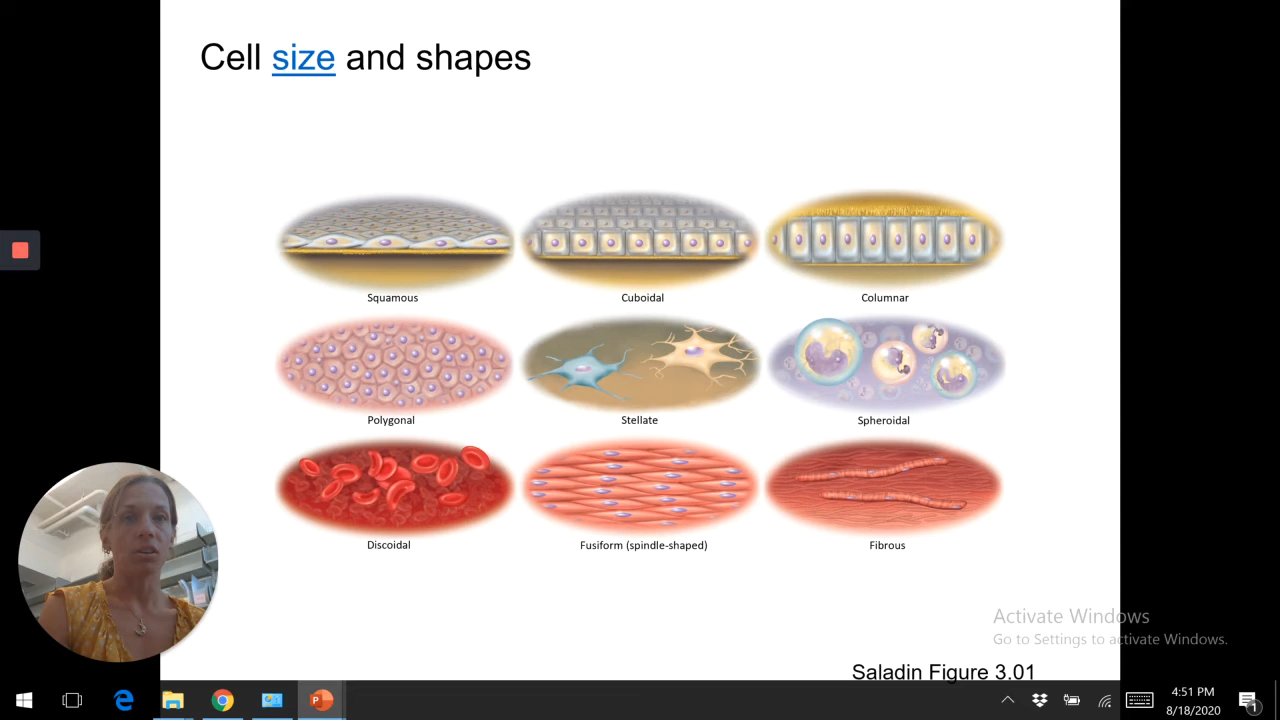 Cell size and shapes
Squamous
Cuboidal
Columnar
Polygonal
Stellate
Spheroidal
Discoidal
Fusiform (spindle-shaped)
Fibrous
Activate Windows
Go to Settings to activate Windows.
Saladin Figure 3.01
4:51 PM
8/18/2020
1